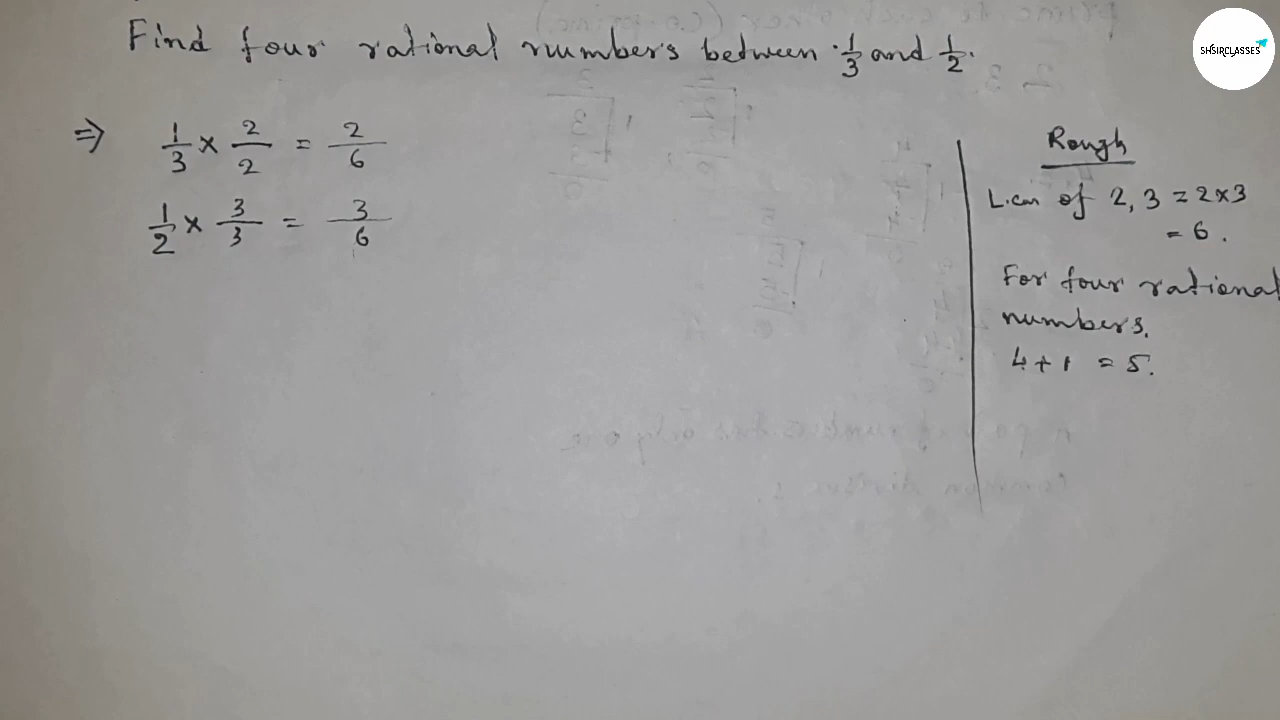 Find four rational numbers between 1/3 and 1/2.
SHSIRCLASSES
⇒ 1/3 × 2/2 = 2/6
1/2 × 3/3 = 3/6
Rough
L.cm of 2, 3 = 2×3
= 6.
For four rational
numbers.
4+1 = 5.